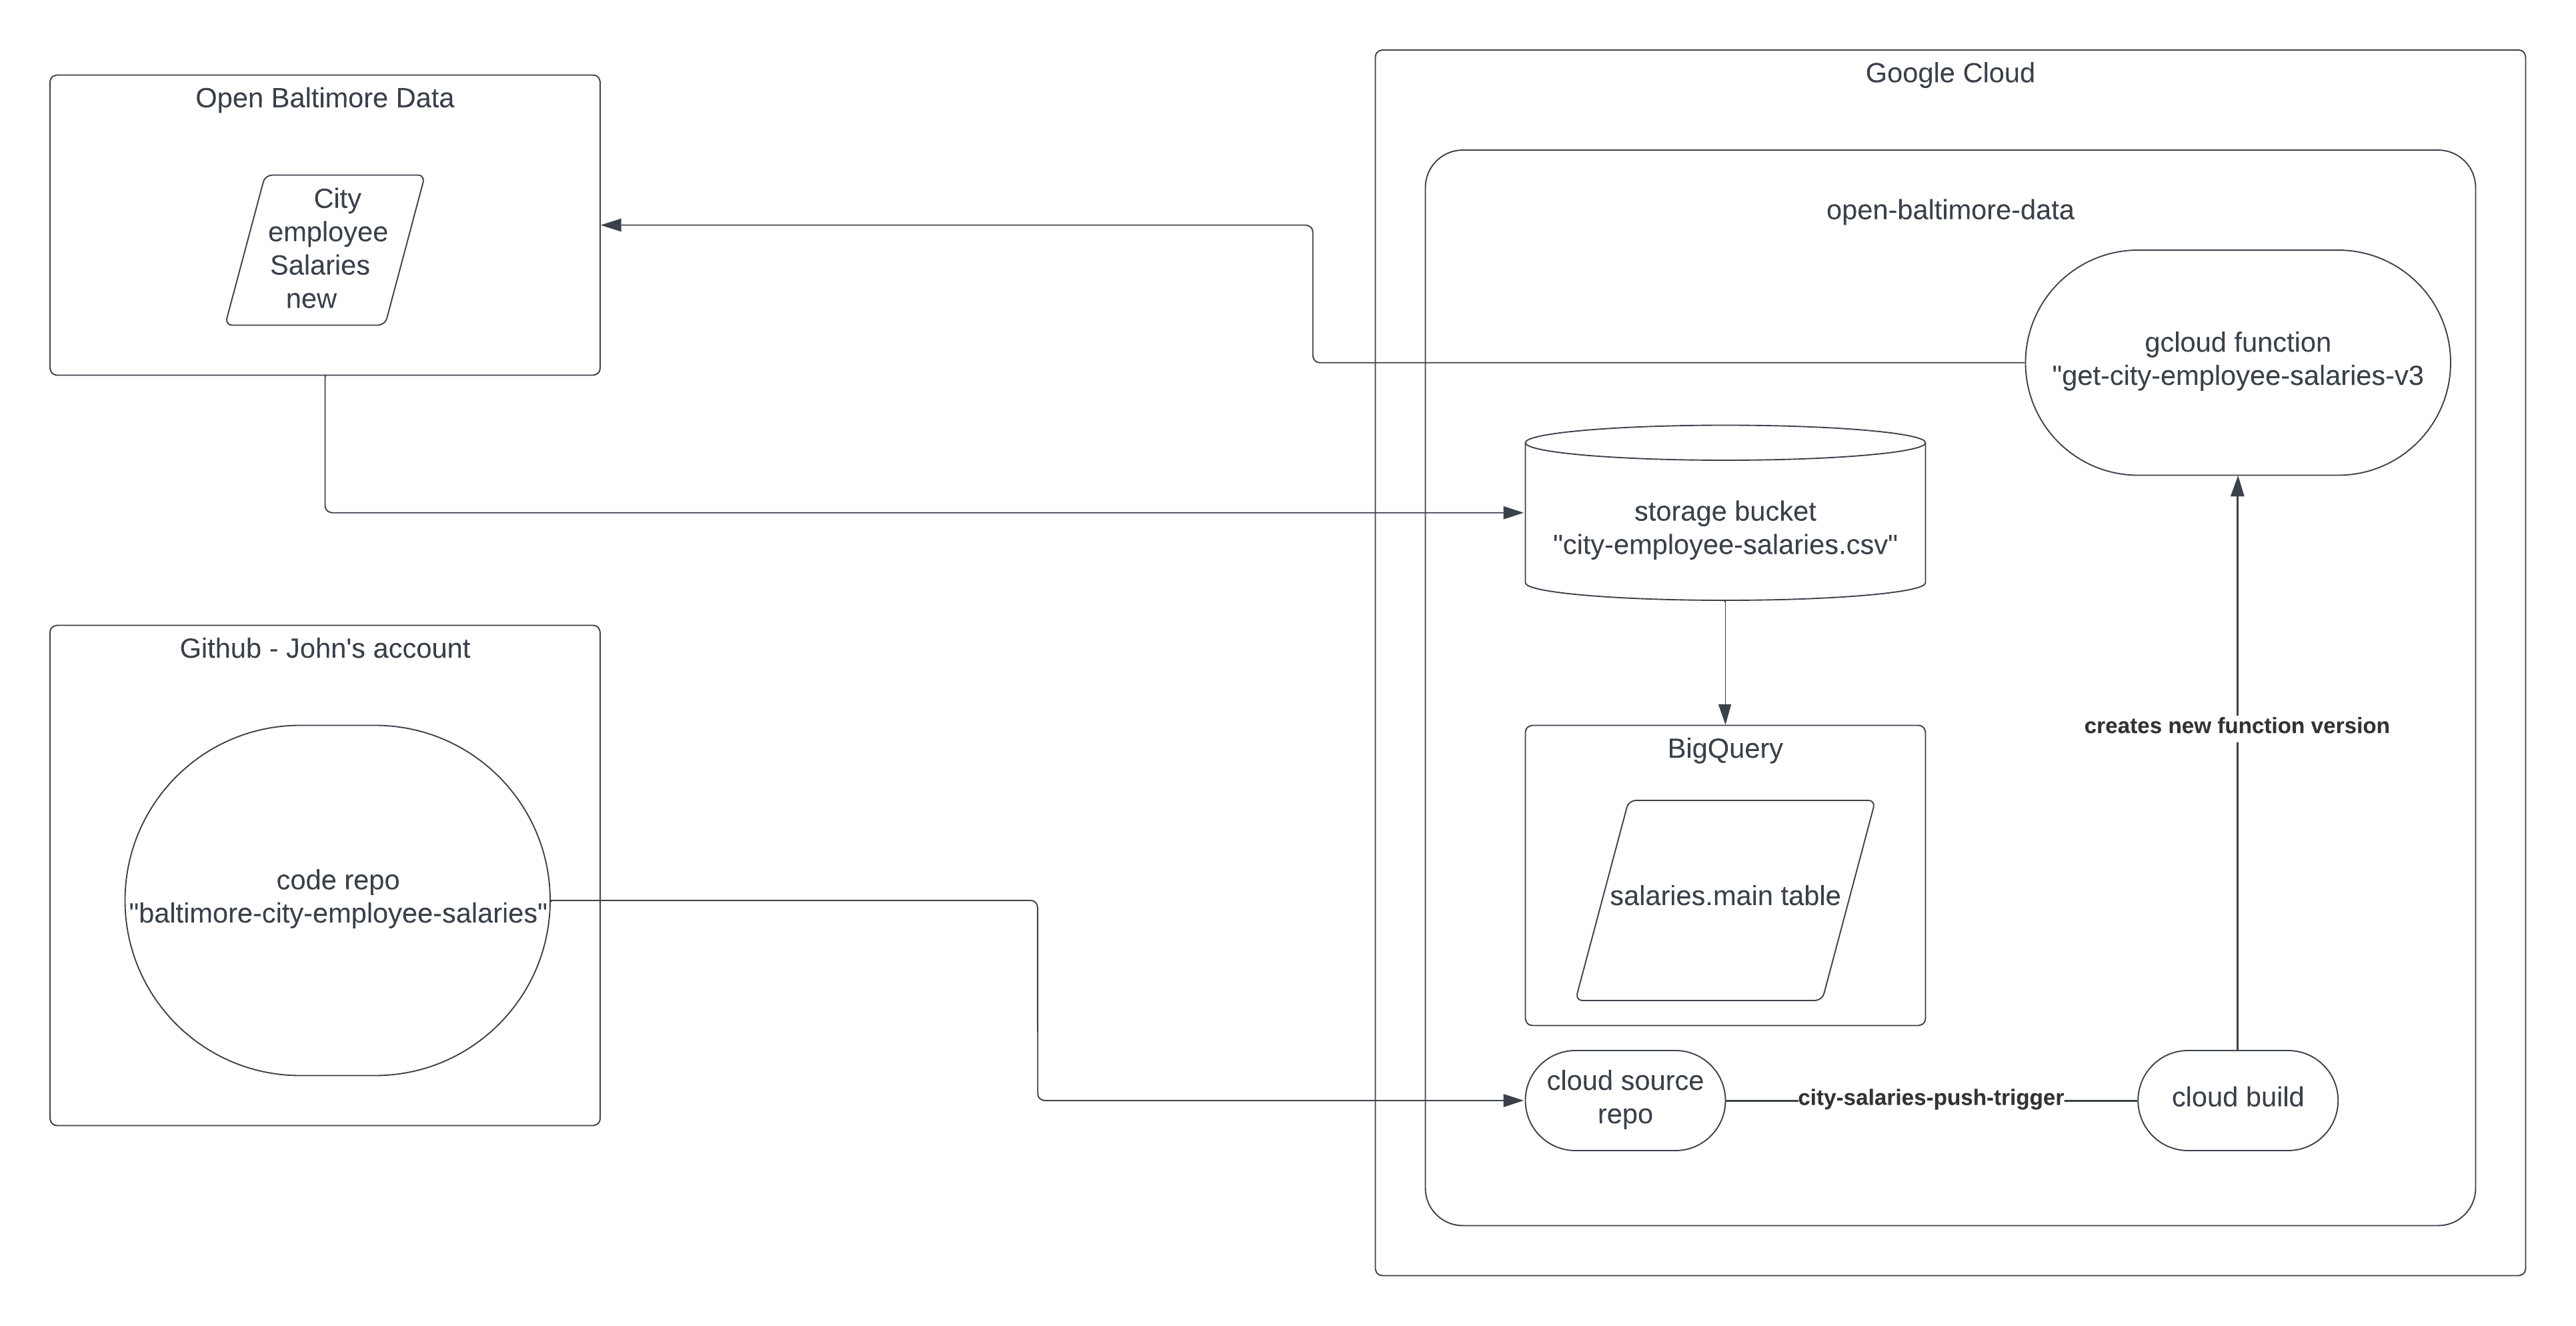 Open Baltimore Data
City
employee
Salaries
new
Google Cloud
open-baltimore-data
gcloud function
"get-city-employee-salaries-v3
storage bucket
"city-employee-salaries.csv"
Github - John's account
code repo
"baltimore-city-employee-salaries"
BigQuery
salaries.main table
creates new function version
cloud source
repo
city-salaries-push-trigger
cloud build